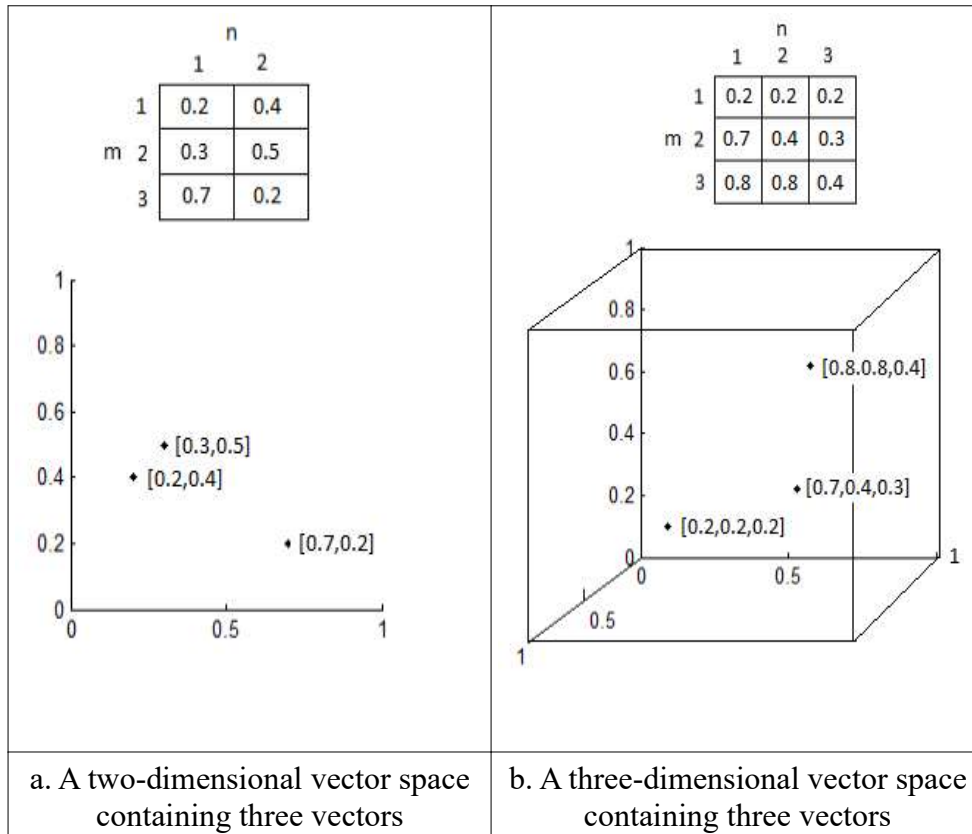 n
1 2
1 0.2 0.4
m 2 0.3 0.5
3 0.7 0.2
1
0.8
0.6
[0.3,0.5]
0.4 [0.2,0.4]
0.2 [0.7,0.2]
0
0 0.5 1
a. A two-dimensional vector space
containing three vectors
n
1 2 3
1 0.2 0.2 0.2
m 2 0.7 0.4 0.3
3 0.8 0.8 0.4
1
0.8
0.6 [0.8.0.8,0.4]
0.4
0.2 [0.7,0.4,0.3]
[0.2,0.2,0.2]
0 1
0 0.5
0.5
1
b. A three-dimensional vector space
containing three vectors